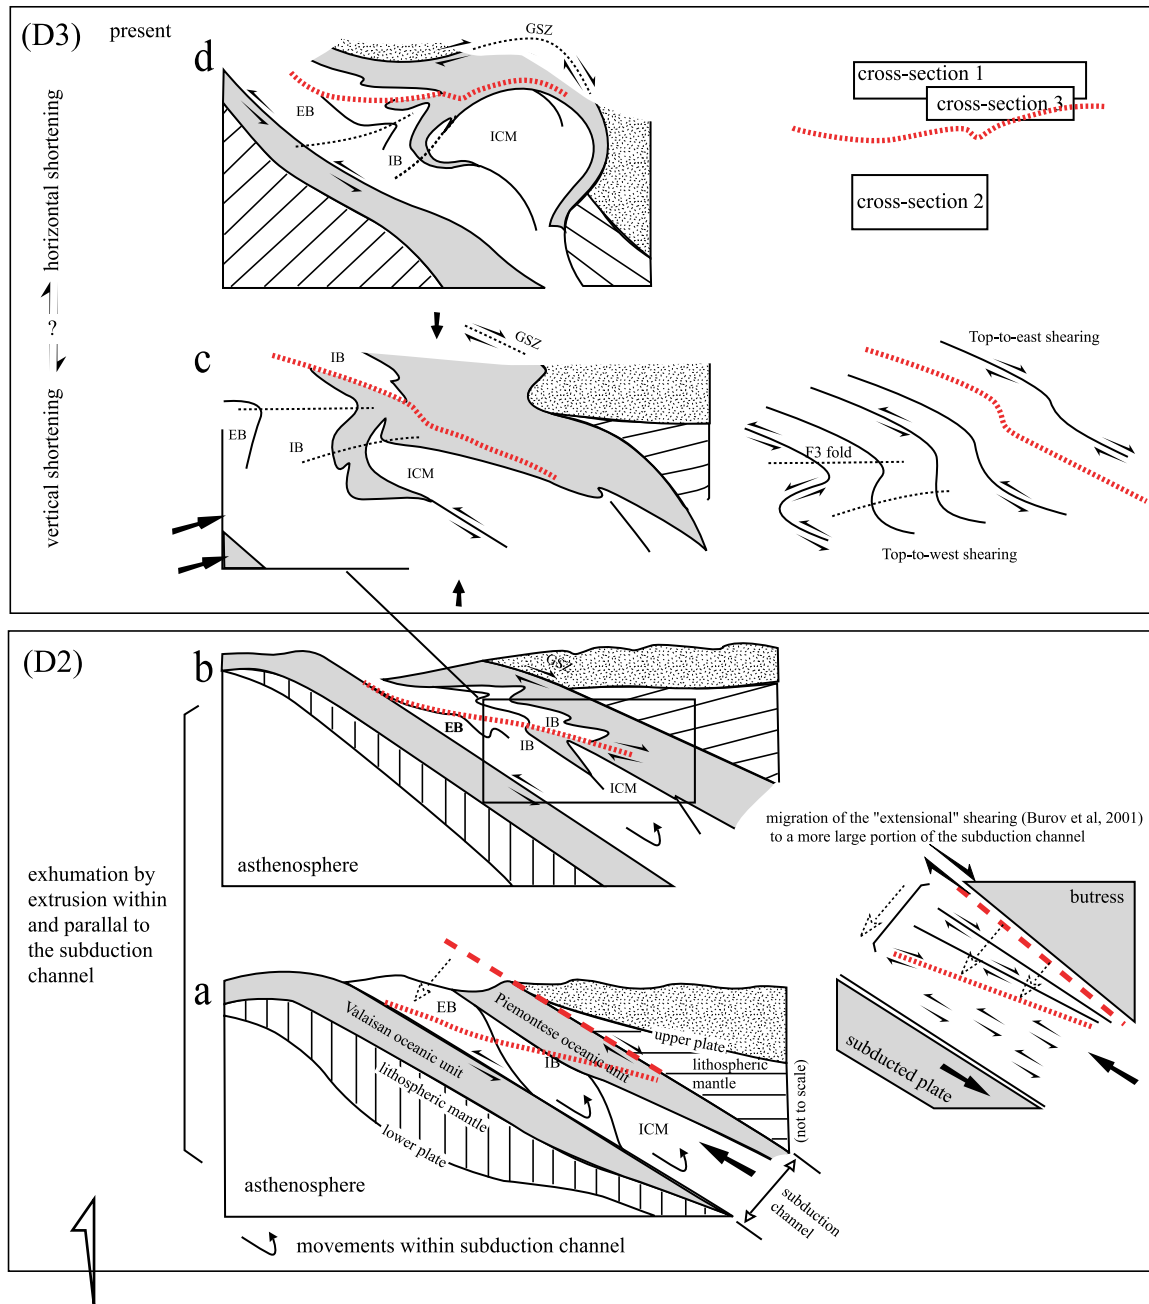 (D3)
present
d
GSZ
EB
IB
ICM
cross-section 1
cross-section 3
cross-section 2
horizontal shortening
?
vertical shortening
c
GSZ
IB
EB
IB
ICM
Top-to-east shearing
F3 fold
Top-to-west shearing
(D2)
b
GSZ
EB
IB
IB
ICM
asthenosphere
migration of the "extensional" shearing (Burov et al, 2001)
to a more large portion of the subduction channel
butress
subducted plate
exhumation by
extrusion within
and parallal to
the subduction
channel
a
EB
Valaisan oceanic unit
Piemontese oceanic unit
IB
upper plate
lithospheric
mantle
lithospheric mantle
lower plate
ICM
(not to scale)
asthenosphere
subduction
channel
movements within subduction channel